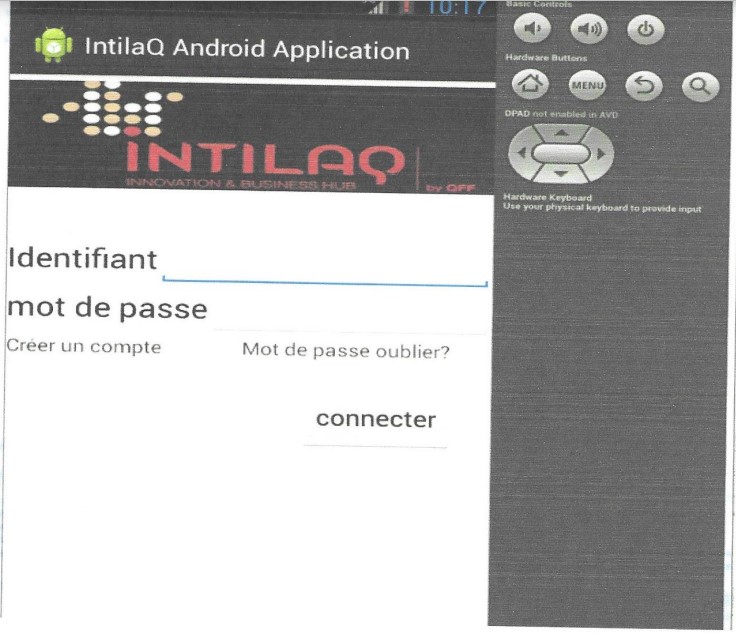 10:17
IntilaQ Android Application
INTILAQ
INNOVATION & BUSINESS HUB
by QFF
Identifiant
mot de passe
Créer un compte
Mot de passe oublier?
connecter
Basic Controls
Hardware Buttons
MENU
DPAD not enabled in AVD
Hardware Keyboard
Use your physical keyboard to provide input